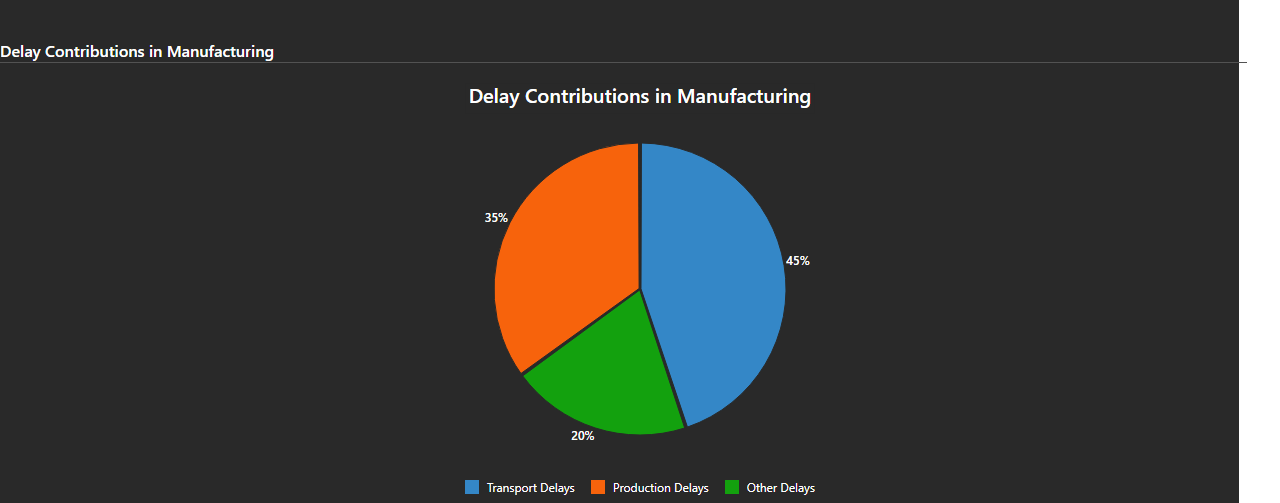 Delay Contributions in Manufacturing
Delay Contributions in Manufacturing
35%
45%
20%
Transport Delays Production Delays Other Delays